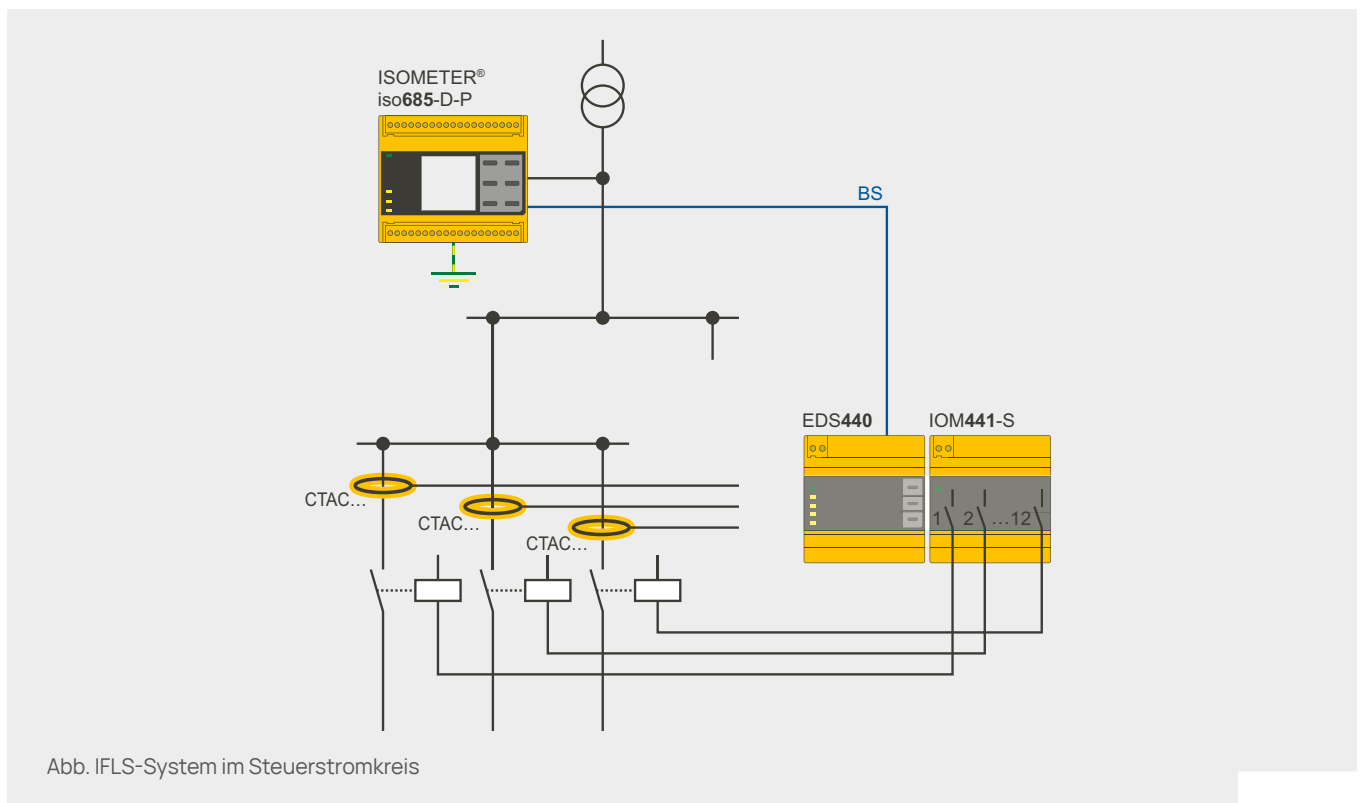 ISOMETER®
iso685-D-P
BS
EDS440
IOM441-S
CTAC...
CTAC...
CTAC...
1 2 ...12
Abb. IFLS-System im Steuerstromkreis